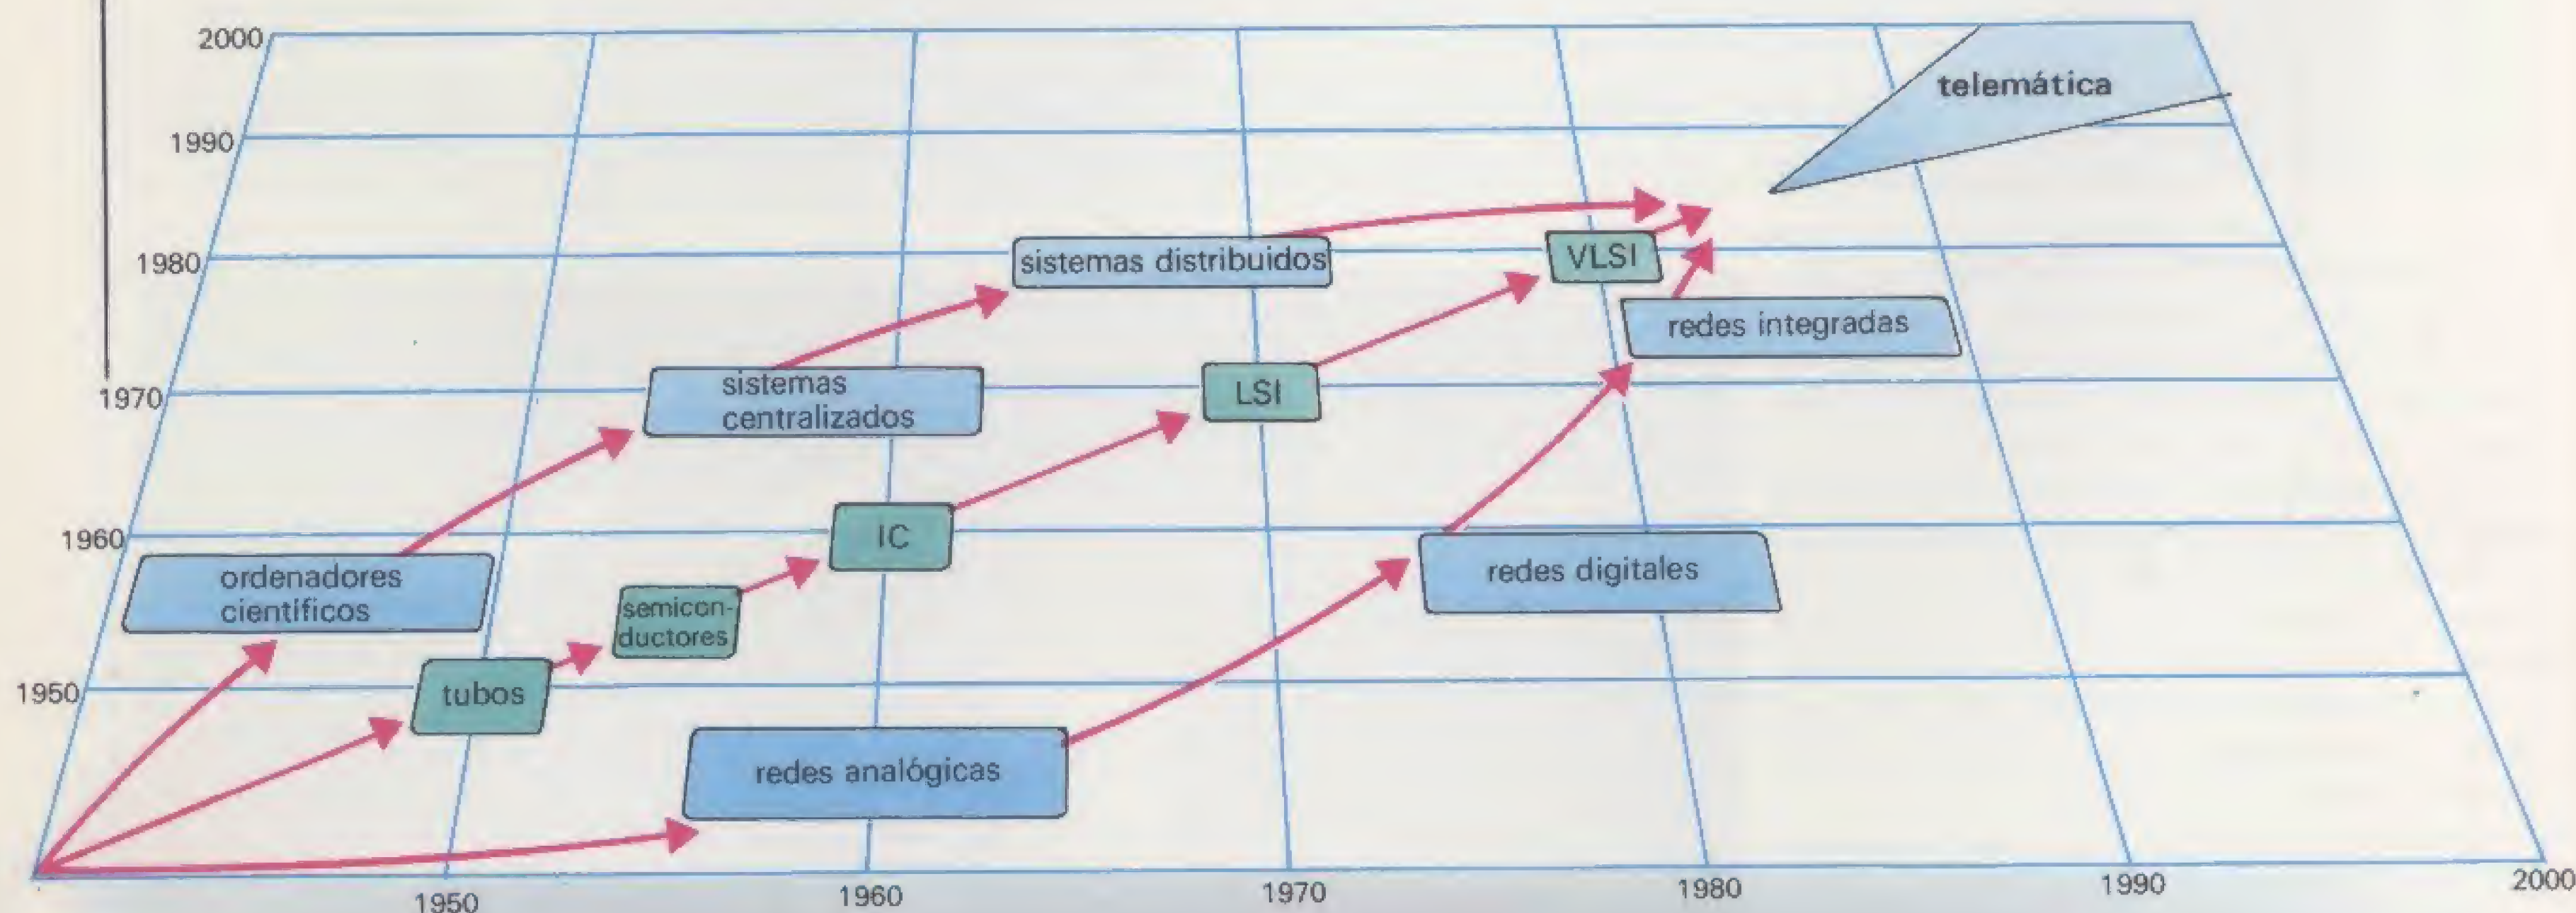 2000
telemática
1990
1980
sistemas distribuidos
VLSI
redes integradas
1970
sistemas
centralizados
LSI
1960
IC
ordenadores
científicos
redes digitales
semicon-
ductores
1950
tubos
redes analógicas
1950
1960
1970
1980
1990
2000